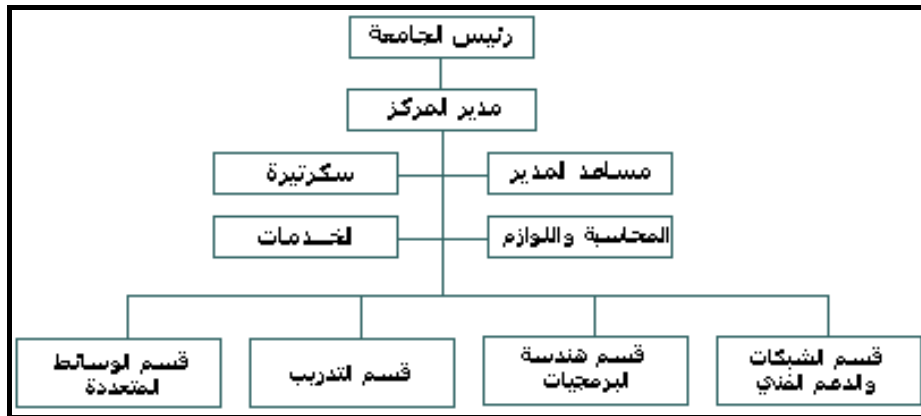 رئيس الجامعة
مدير المركز
مساعد المدير
سكرتيرة
المحاسبة واللوازم
الخدمات
قسم الشبكات
والدعم الفني
قسم هندسة
البرمجيات
قسم التدريب
قسم الوسائط
المتعددة